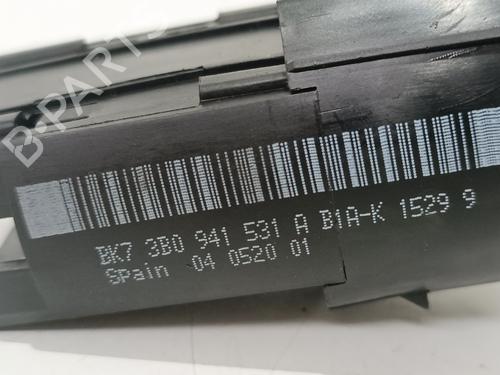 B-PARTS
BK7 3B0 941 531 A B1A-K 1529 9
Spain 04 0520 01